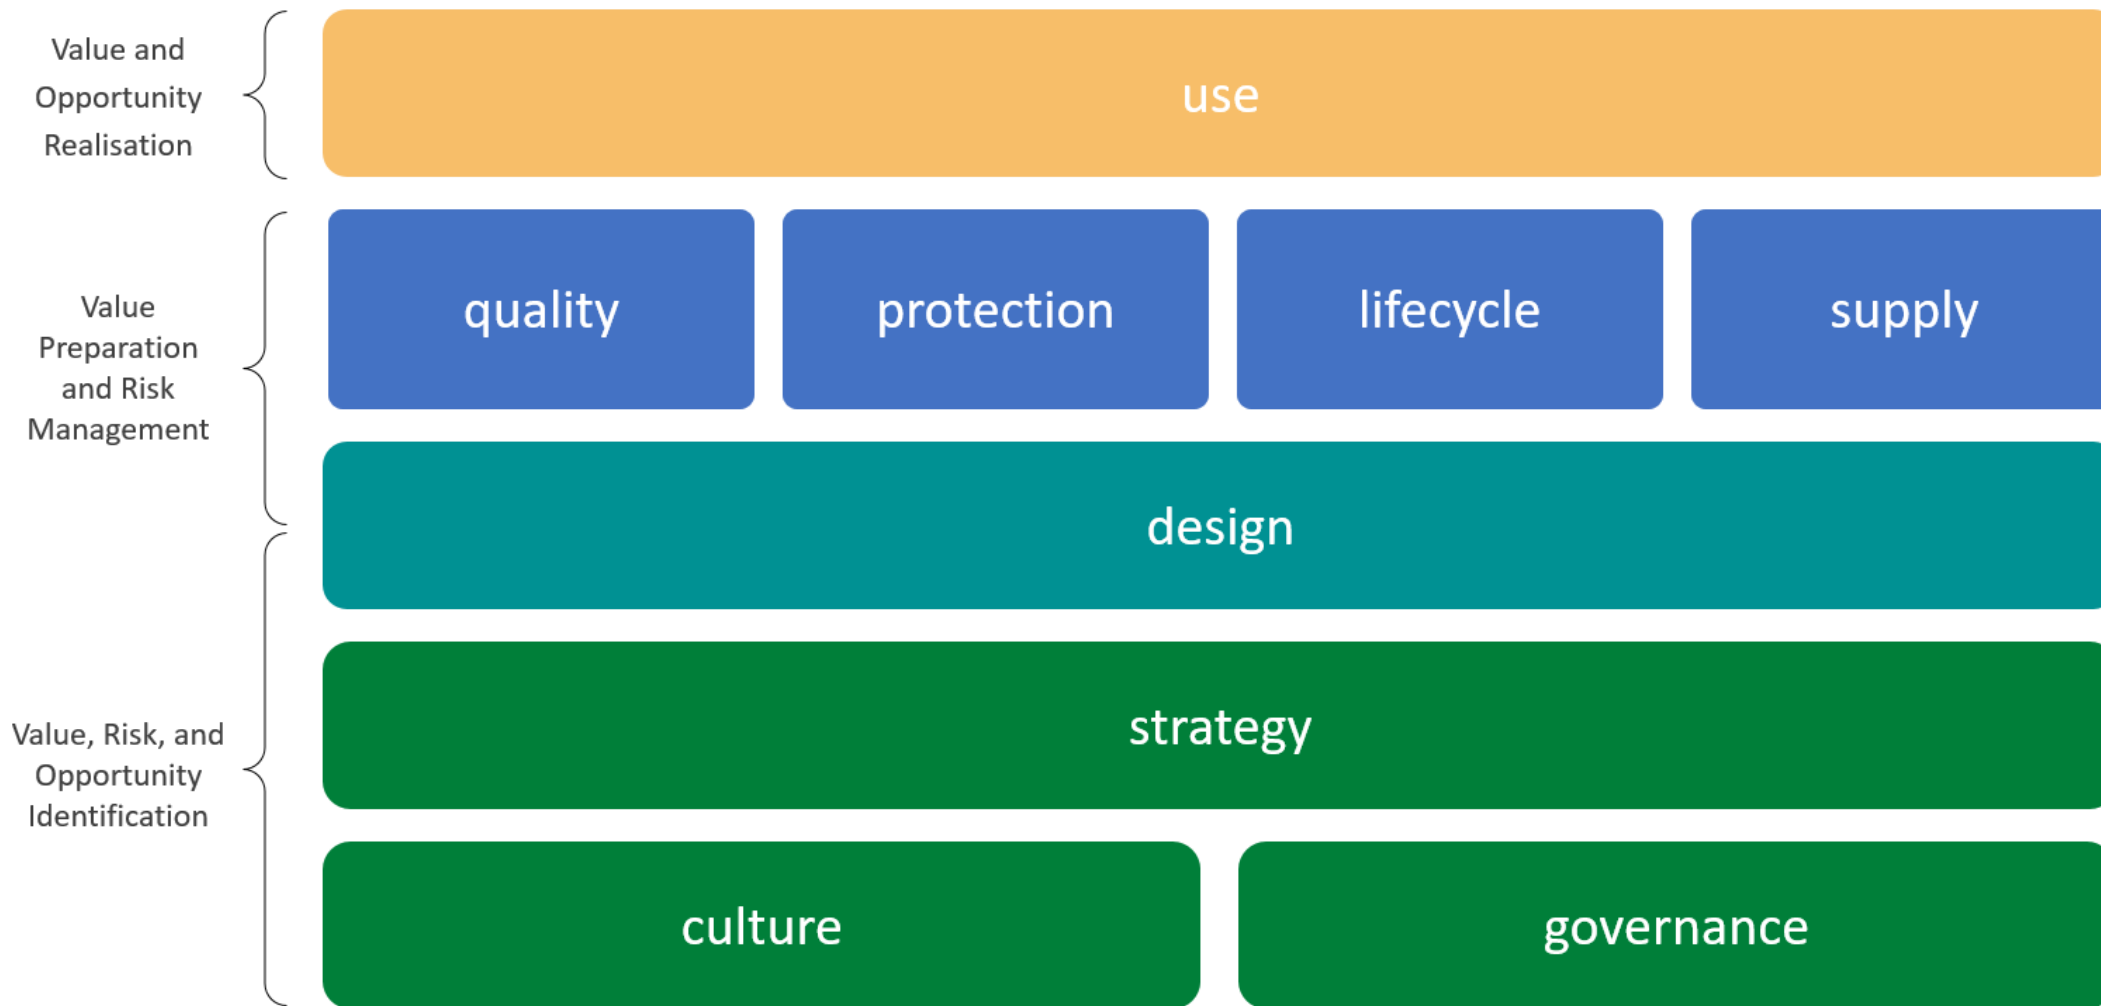 Value and
Opportunity
Realisation
use
Value
Preparation
and Risk
Management
quality
protection
lifecycle
supply
design
Value, Risk, and
Opportunity
Identification
strategy
culture
governance